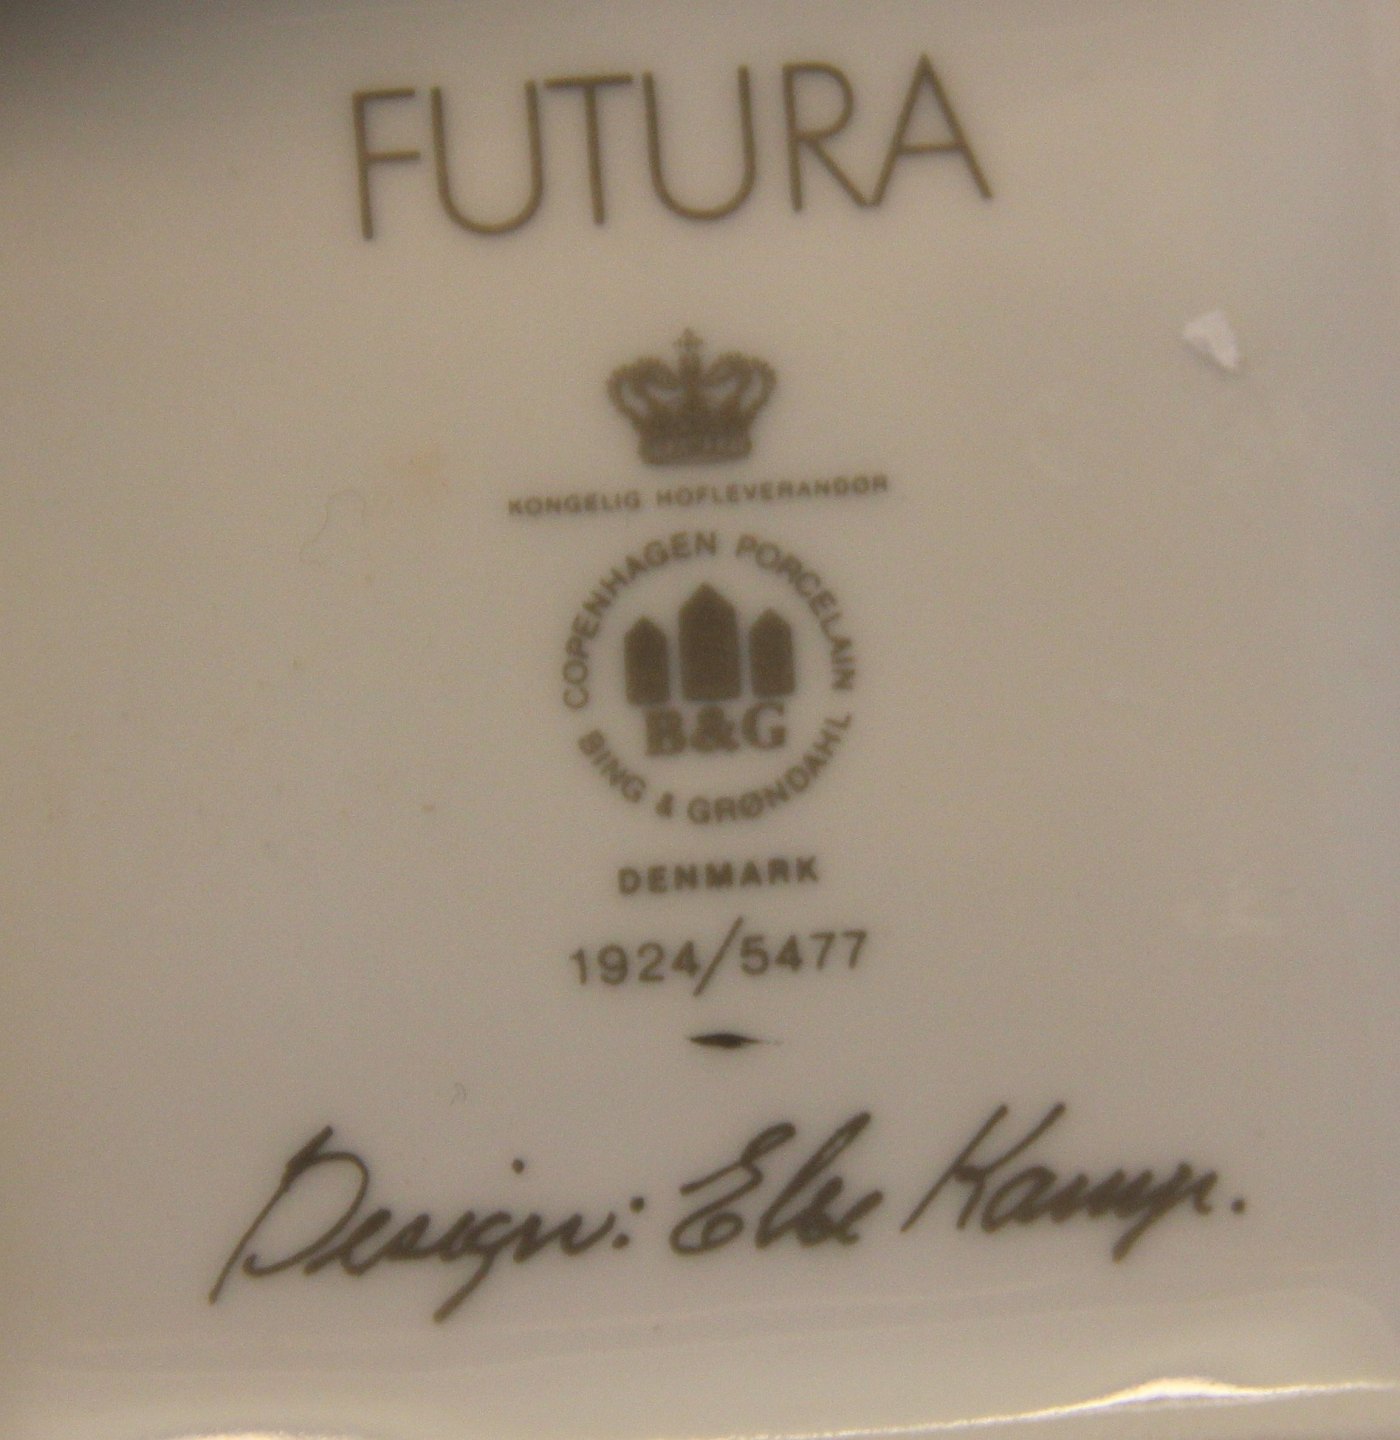 FUTURA
KONGELIG HOFLEVERANDØR
COPENHAGEN PORCELAIN
B&G
BING & GRØNDAHL
DENMARK
1924/5477
Design: Else Kamp.